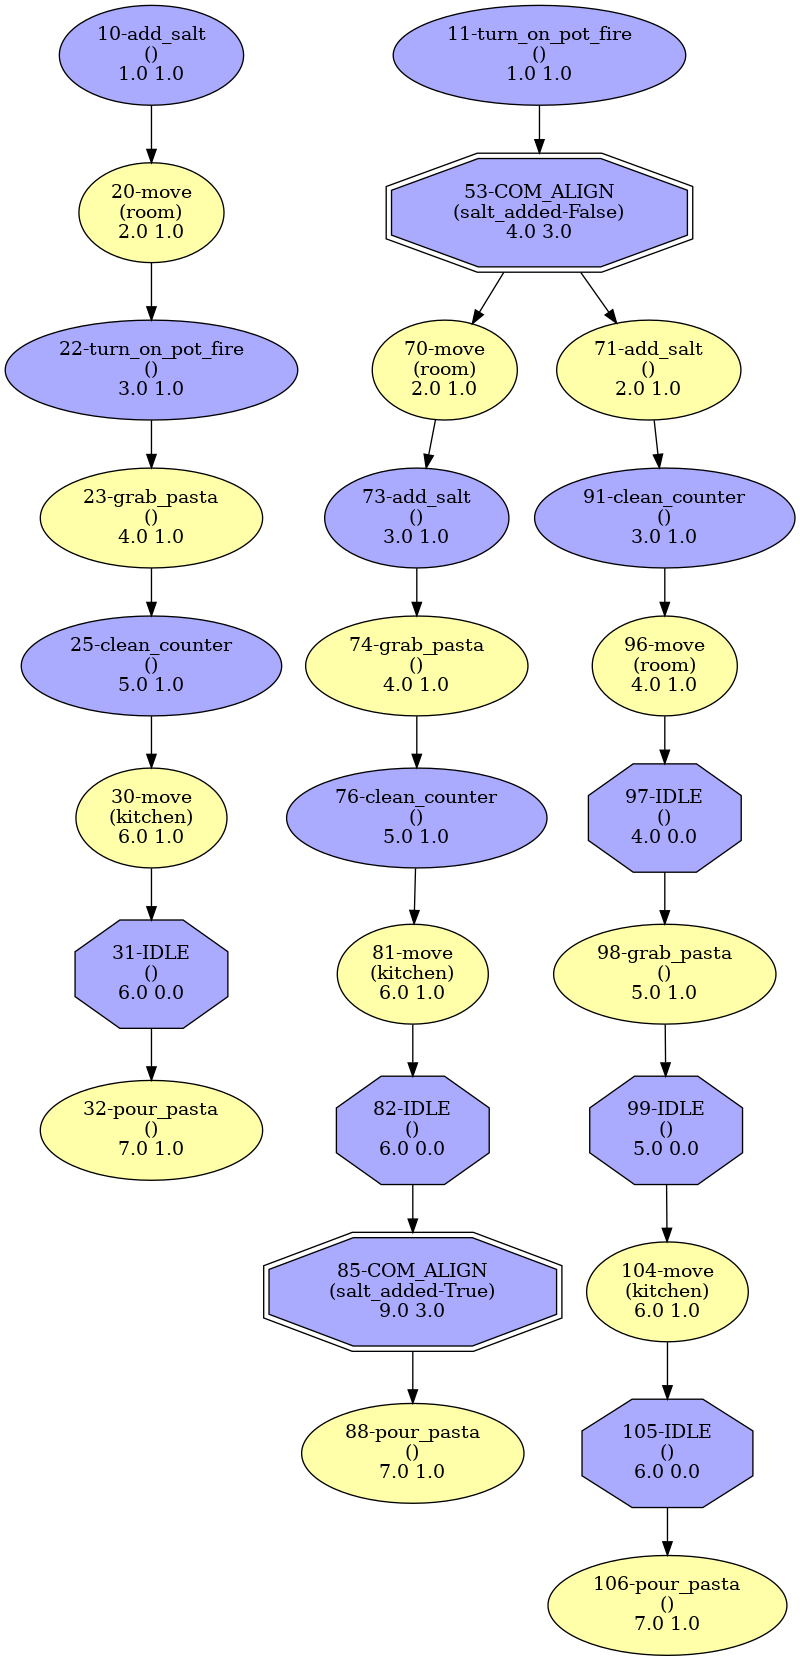 10-add_salt
()
1.0 1.0
11-turn_on_pot_fire
()
1.0 1.0
20-move
(room)
2.0 1.0
53-COM_ALIGN
(salt_added-False)
4.0 3.0
22-turn_on_pot_fire
()
3.0 1.0
70-move
(room)
2.0 1.0
71-add_salt
()
2.0 1.0
23-grab_pasta
()
4.0 1.0
73-add_salt
()
3.0 1.0
91-clean_counter
()
3.0 1.0
25-clean_counter
()
5.0 1.0
74-grab_pasta
()
4.0 1.0
96-move
(room)
4.0 1.0
30-move
(kitchen)
6.0 1.0
76-clean_counter
()
5.0 1.0
97-IDLE
()
4.0 0.0
31-IDLE
()
6.0 0.0
81-move
(kitchen)
6.0 1.0
98-grab_pasta
()
5.0 1.0
32-pour_pasta
()
7.0 1.0
82-IDLE
()
6.0 0.0
99-IDLE
()
5.0 0.0
85-COM_ALIGN
(salt_added-True)
9.0 3.0
104-move
(kitchen)
6.0 1.0
88-pour_pasta
()
7.0 1.0
105-IDLE
()
6.0 0.0
106-pour_pasta
()
7.0 1.0